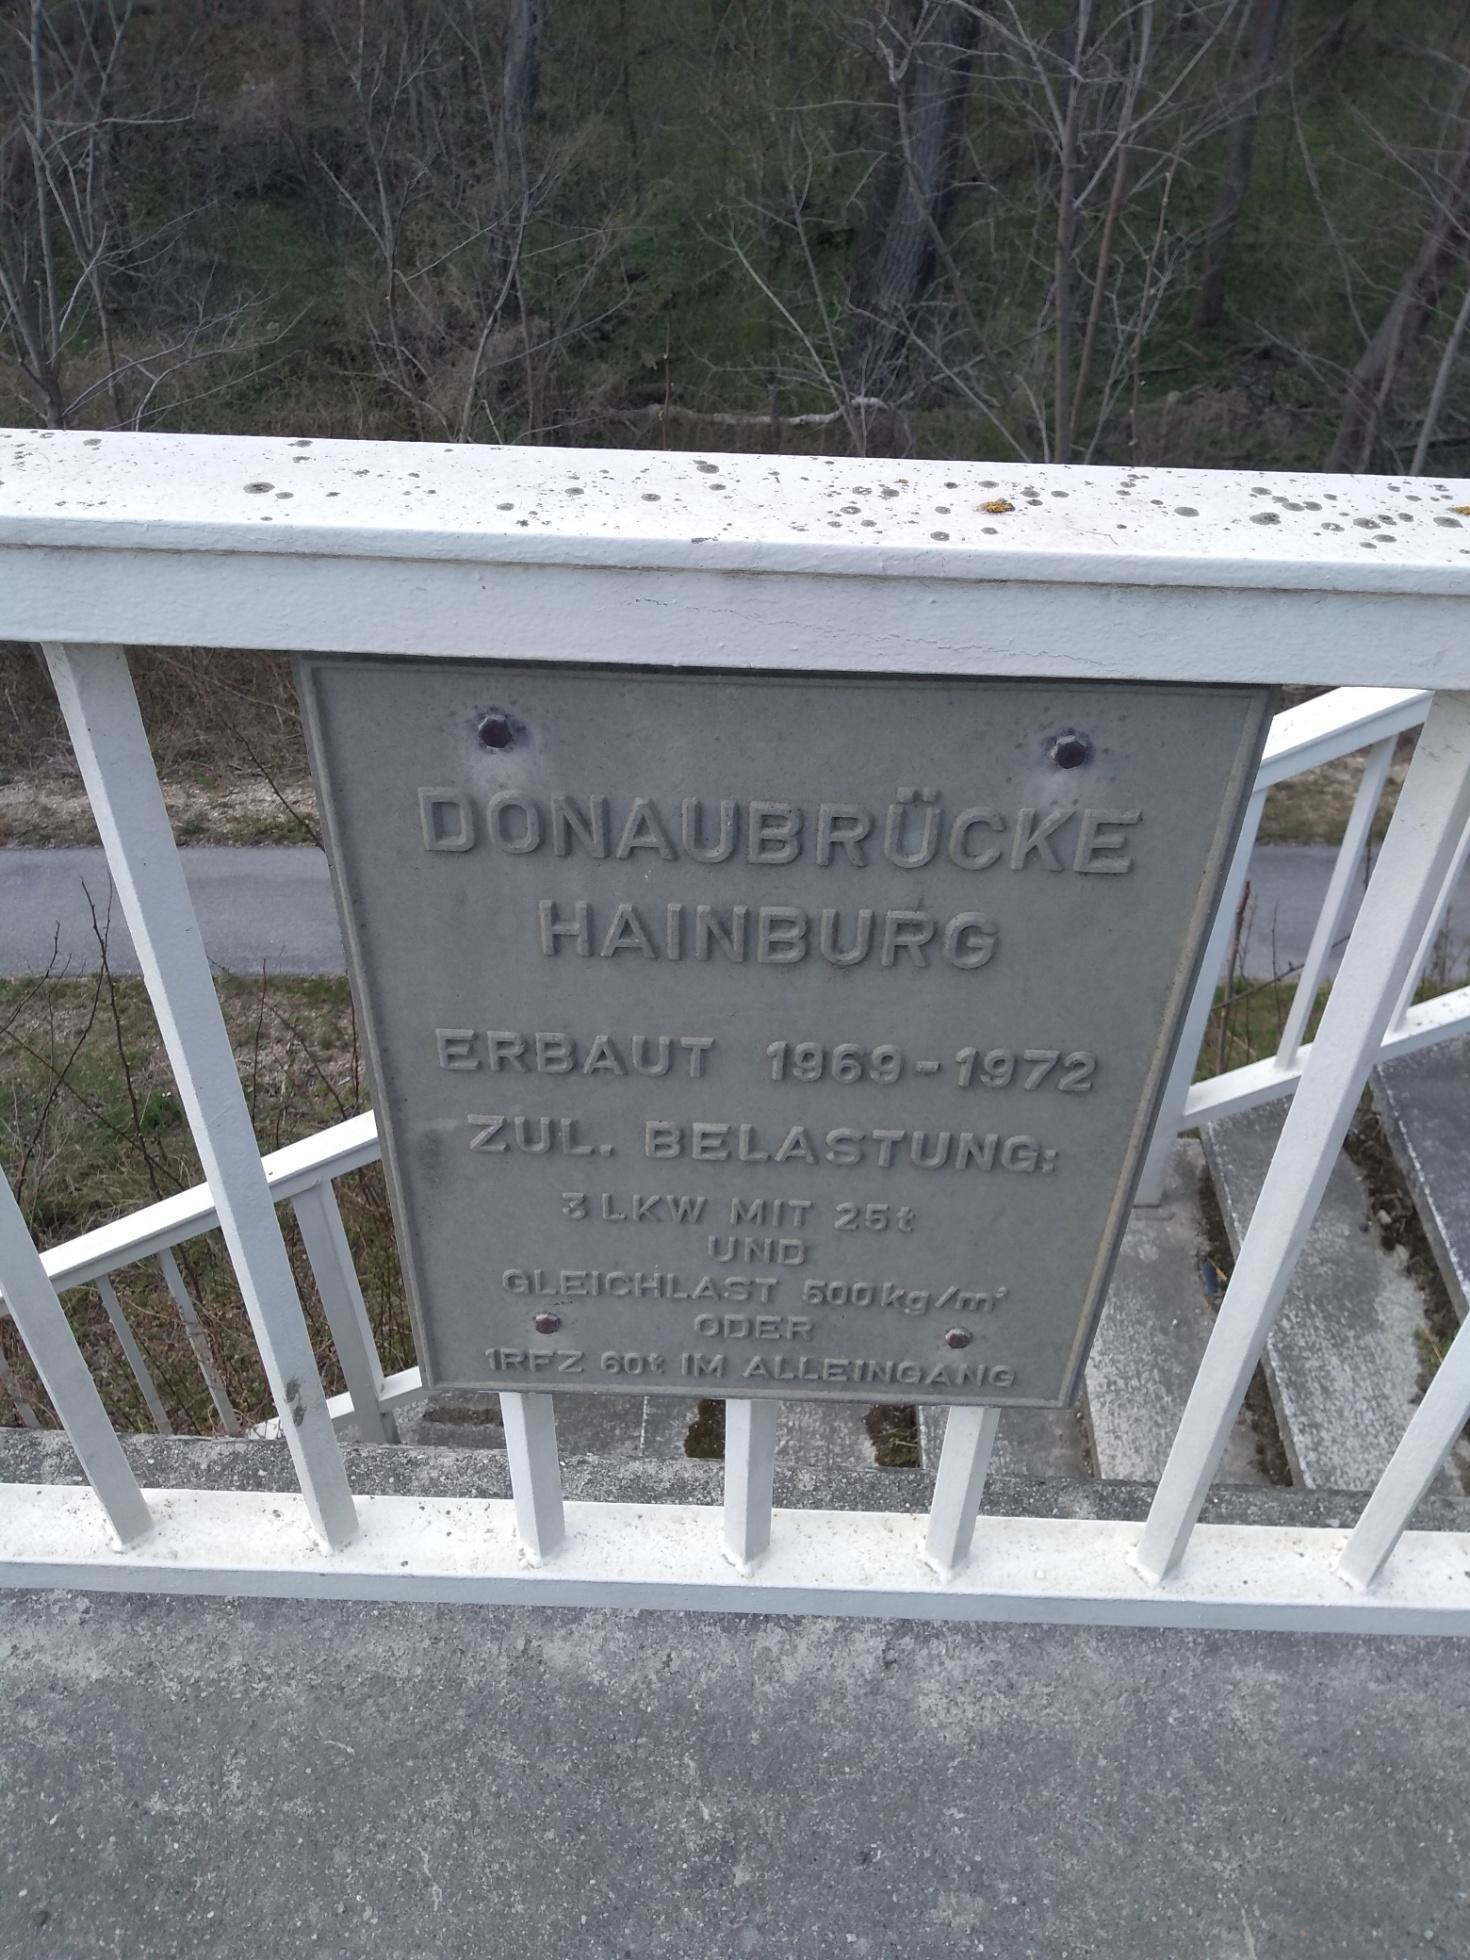 DONAUBRÜCKE
HAINBURG
ERBAUT 1969-1972
ZUL. BELASTUNG:
3 LKW MIT 25t
UND
GLEICHLAST 500kg/m²
ODER
1RFZ 60t IM ALLEINGANG